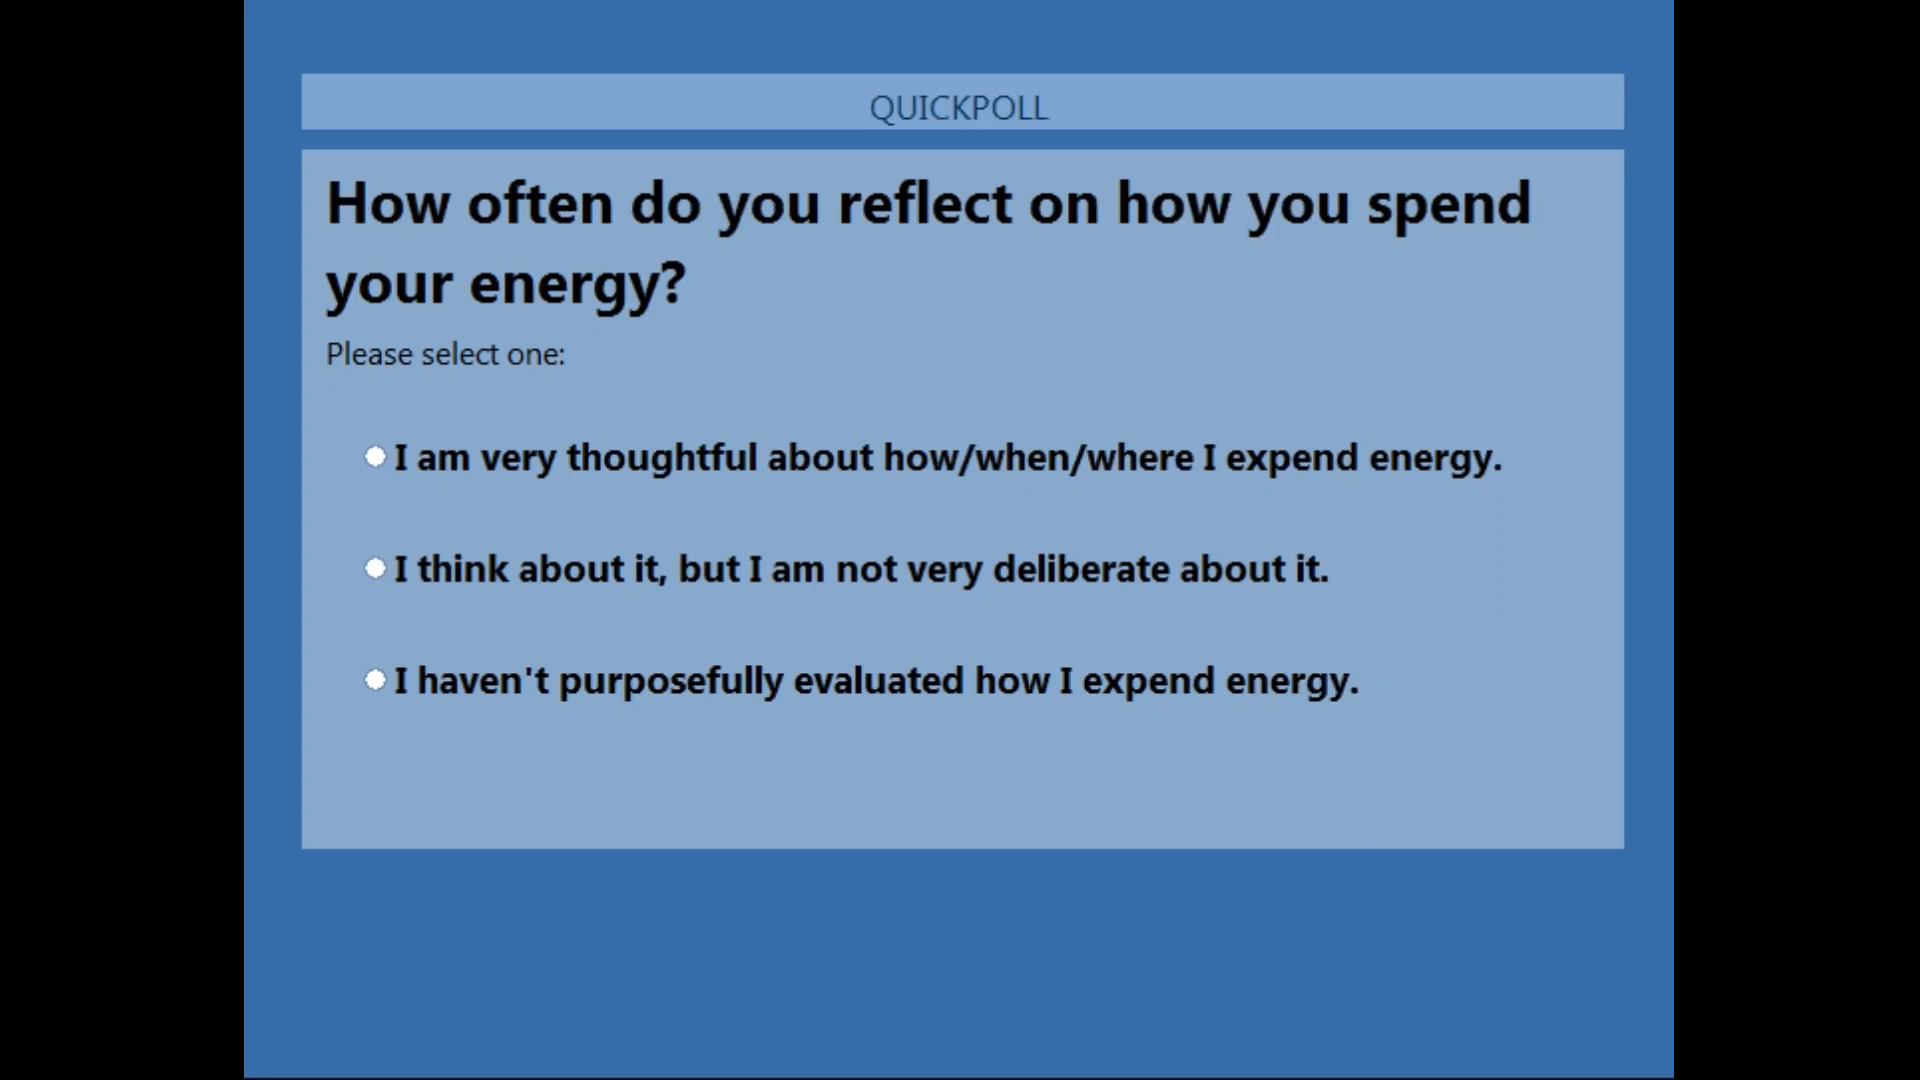 QUICKPOLL
How often do you reflect on how you spend
your energy?
Please select one:
I am very thoughtful about how/when/where I expend energy.
I think about it, but I am not very deliberate about it.
I haven't purposefully evaluated how I expend energy.